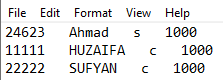 File Edit Format View Help
24623 Ahmad s 1000
11111 HUZAIFA c 1000
22222 SUFYAN c 1000